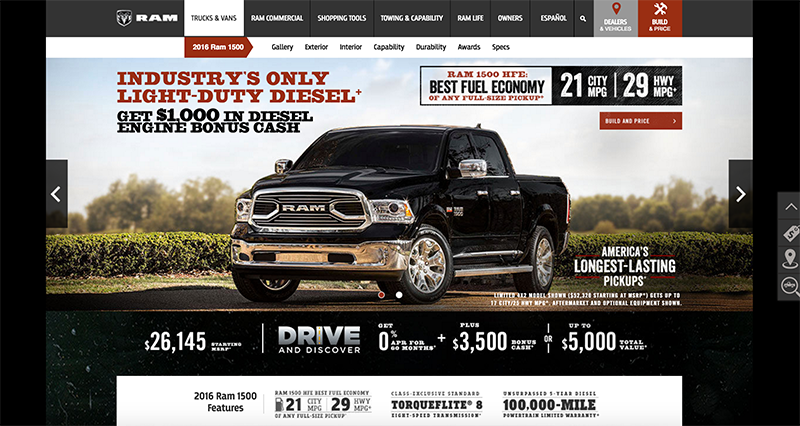 RAM
TRUCKS & VANS
RAM COMMERCIAL
SHOPPING TOOLS
TOWING & CAPABILITY
RAM LIFE
OWNERS
ESPAÑOL
DEALERS
& VEHICLES
BUILD
& PRICE
2016 Ram 1500
Gallery
Exterior
Interior
Capability
Durability
Awards
Specs
INDUSTRY'S ONLY
LIGHT-DUTY DIESEL+
GET $1,000 IN DIESEL
ENGINE BONUS CASH
RAM 1500 HFE:
BEST FUEL ECONOMY
OF ANY FULL-SIZE PICKUP*
21 CITY MPG | 29 HWY MPG*
BUILD AND PRICE >
RAM
AMERICA'S
LONGEST-LASTING
PICKUPS*
LIMITED 4X2 MODEL SHOWN ($52,320 STARTING AT MSRP*) GETS UP TO
17 CITY/25 HWY MPG*. AFTERMARKET AND OPTIONAL EQUIPMENT SHOWN.
$26,145 STARTING MSRP*
DRIVE
AND DISCOVER
GET
0% APR FOR 60 MONTHS*
+
PLUS
$3,500 BONUS CASH*
OR
UP TO
$5,000 TOTAL VALUE*
2016 Ram 1500
Features
RAM 1500 HFE BEST FUEL ECONOMY
21 CITY MPG | 29 HWY MPG*
OF ANY FULL-SIZE PICKUP*
CLASS-EXCLUSIVE STANDARD
TORQUEFLITE® 8
EIGHT-SPEED TRANSMISSION*
UNSURPASSED 5-YEAR DIESEL
100,000-MILE
POWERTRAIN LIMITED WARRANTY*